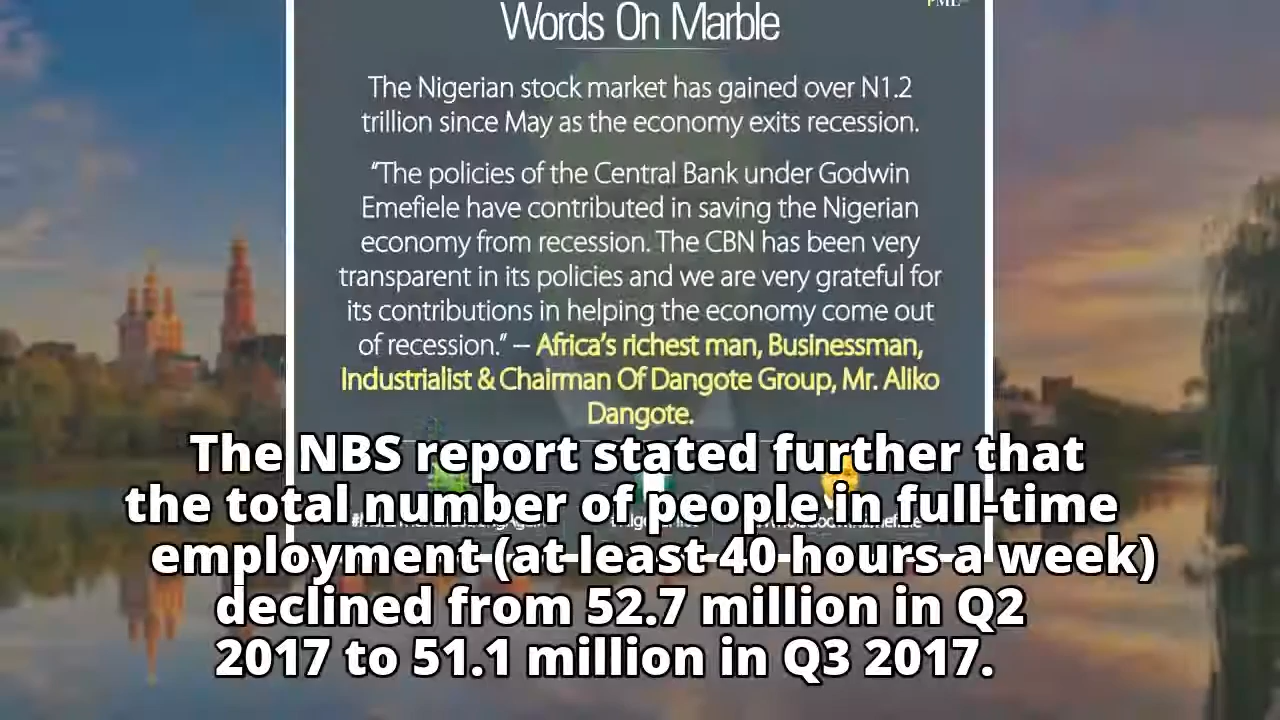 PML
Words On Marble
The Nigerian stock market has gained over N1.2
trillion since May as the economy exits recession.
“The policies of the Central Bank under Godwin
Emefiele have contributed in saving the Nigerian
economy from recession. The CBN has been very
transparent in its policies and we are very grateful for
its contributions in helping the economy come out
of recession.” – Africa’s richest man, Businessman,
Industrialist & Chairman Of Dangote Group, Mr. Aliko
Dangote.
The NBS report stated further that
the total number of people in full-time
employment (at least 40 hours a week)
declined from 52.7 million in Q2
2017 to 51.1 million in Q3 2017.